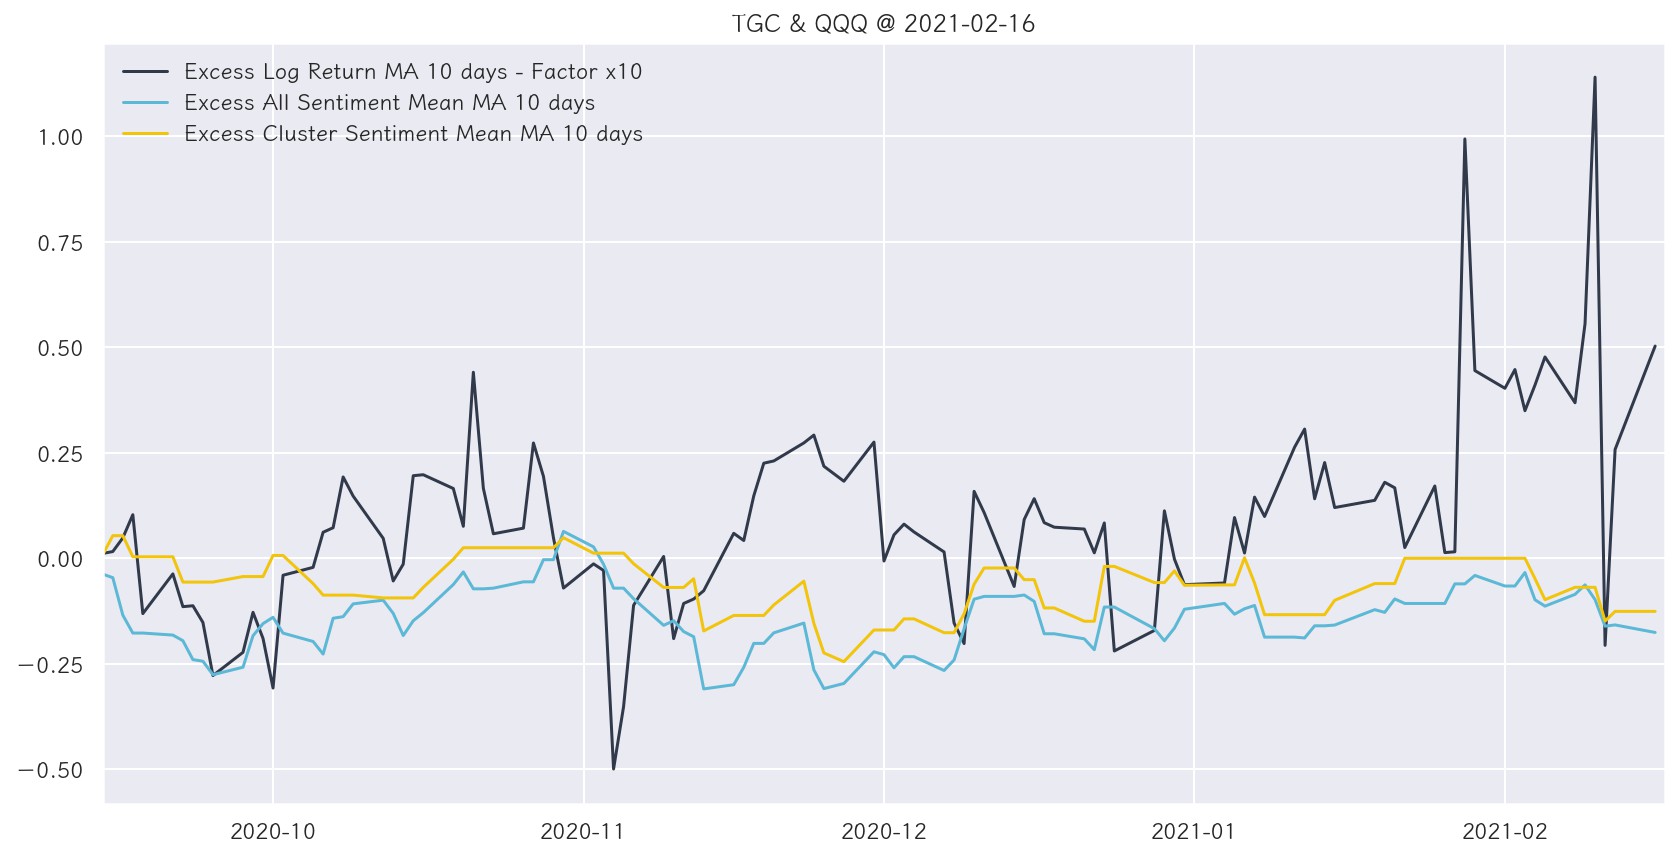 TGC & QQQ @ 2021-02-16
Excess Log Return MA 10 days - Factor x10
Excess All Sentiment Mean MA 10 days
Excess Cluster Sentiment Mean MA 10 days
1.00
0.75
0.50
0.25
0.00
−0.25
−0.50
2020-10 2020-11 2020-12 2021-01 2021-02